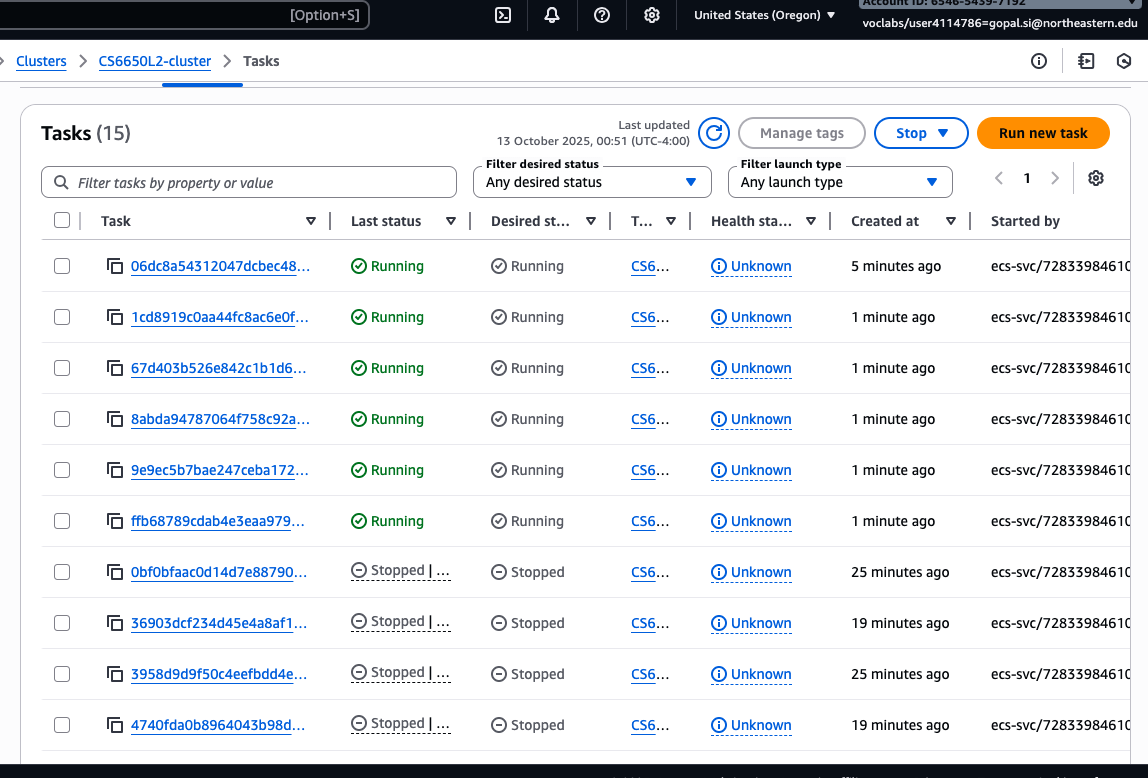 [Option+S]
United States (Oregon)
Account ID: 6546-5439-7192
voclabs/user4114786=gopal.si@northeastern.edu
Clusters
CS6650L2-cluster
Tasks
Tasks (15)
Last updated
13 October 2025, 00:51 (UTC-4:00)
Manage tags
Stop
Run new task
Filter tasks by property or value
Filter desired status
Any desired status
Filter launch type
Any launch type
1
Task Last status Desired st... T... Health sta... Created at Started by
06dc8a54312047dcbec48... Running Running CS6... Unknown 5 minutes ago ecs-svc/72833984610
1cd8919c0aa44fc8ac6e0f... Running Running CS6... Unknown 1 minute ago ecs-svc/72833984610
67d403b526e842c1b1d6... Running Running CS6... Unknown 1 minute ago ecs-svc/72833984610
8abda94787064f758c92a... Running Running CS6... Unknown 1 minute ago ecs-svc/72833984610
9e9ec5b7bae247ceba172... Running Running CS6... Unknown 1 minute ago ecs-svc/72833984610
ffb68789cdab4e3eaa979... Running Running CS6... Unknown 1 minute ago ecs-svc/72833984610
0bf0bfaac0d14d7e88790... Stopped | ... Stopped CS6... Unknown 25 minutes ago ecs-svc/72833984610
36903dcf234d45e4a8af1... Stopped | ... Stopped CS6... Unknown 19 minutes ago ecs-svc/72833984610
3958d9d9f50c4eefbdd4e... Stopped | ... Stopped CS6... Unknown 25 minutes ago ecs-svc/72833984610
4740fda0b8964043b98d... Stopped | ... Stopped CS6... Unknown 19 minutes ago ecs-svc/72833984610